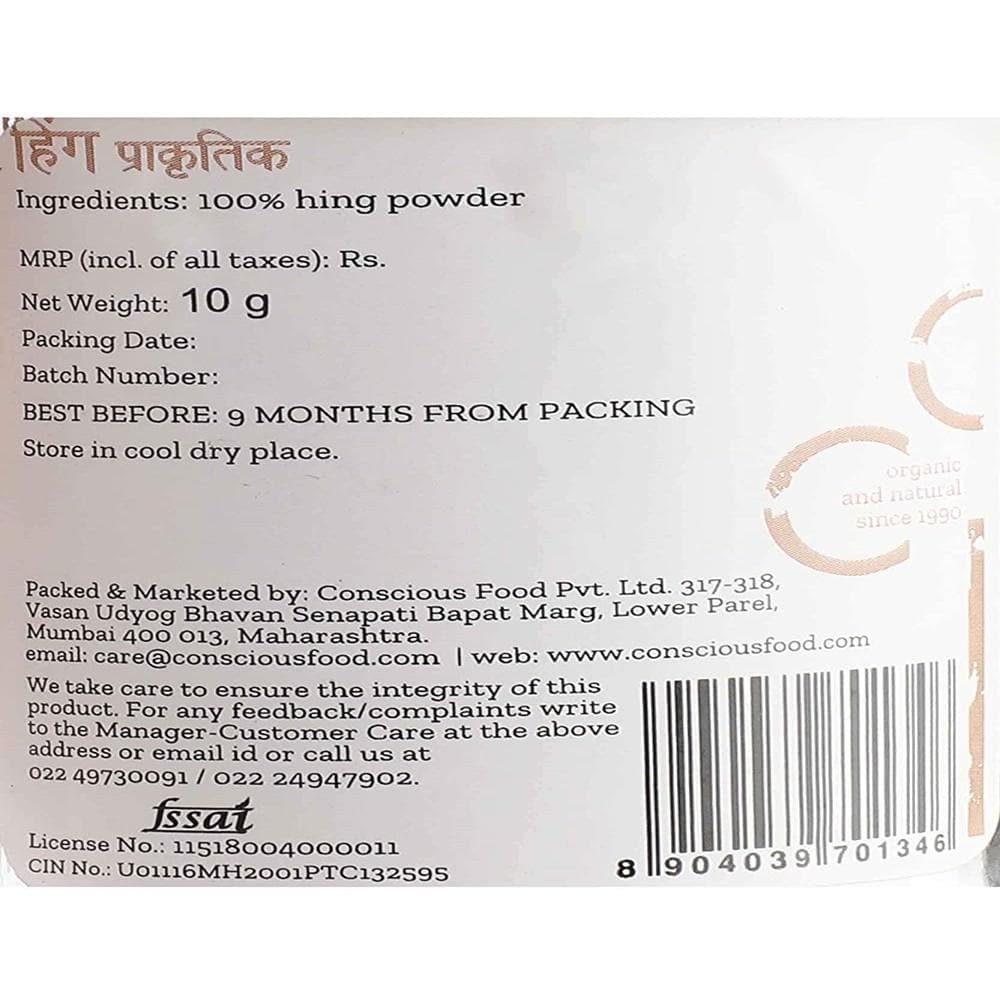 हिंग प्राकृतिक
Ingredients: 100% hing powder
MRP (incl. of all taxes): Rs.
Net Weight: 10 g
Packing Date:
Batch Number:
BEST BEFORE: 9 MONTHS FROM PACKING
Store in cool dry place.
organic
and natural
since 1990
Packed & Marketed by: Conscious Food Pvt. Ltd. 317-318,
Vasan Udyog Bhavan Senapati Bapat Marg, Lower Parel,
Mumbai 400 013, Maharashtra.
email: care@consciousfood.com | web: www.consciousfood.com
We take care to ensure the integrity of this
product. For any feedback/complaints write
to the Manager-Customer Care at the above
address or email id or call us at
022 49730091 / 022 24947902.
fssai
License No.: 11518004000011
CIN No.: U01116MH2001PTC132595
8 904039 701346